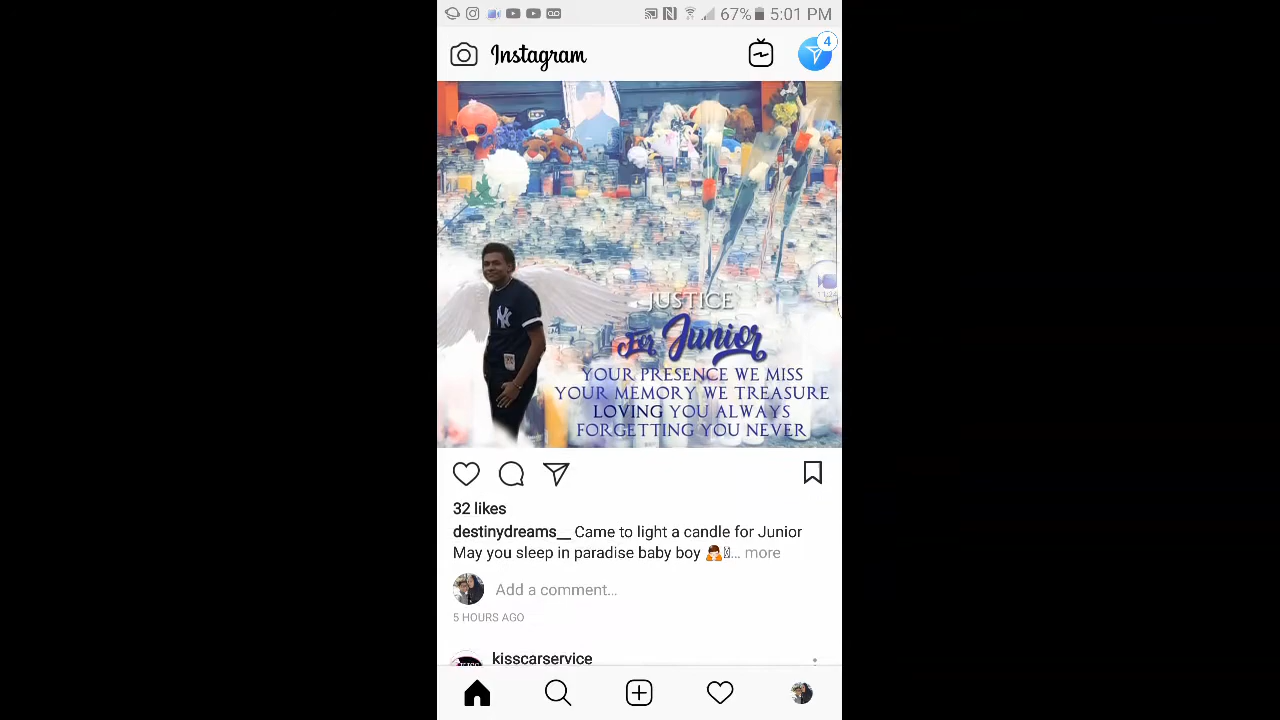 67% 5:01 PM
Instagram
4
JUSTICE
For Junior
YOUR PRESENCE WE MISS
YOUR MEMORY WE TREASURE
LOVING YOU ALWAYS
FORGETTING YOU NEVER
32 likes
destinydreams__ Came to light a candle for Junior
May you sleep in paradise baby boy 🙇… more
Add a comment...
5 HOURS AGO
kisscarservice